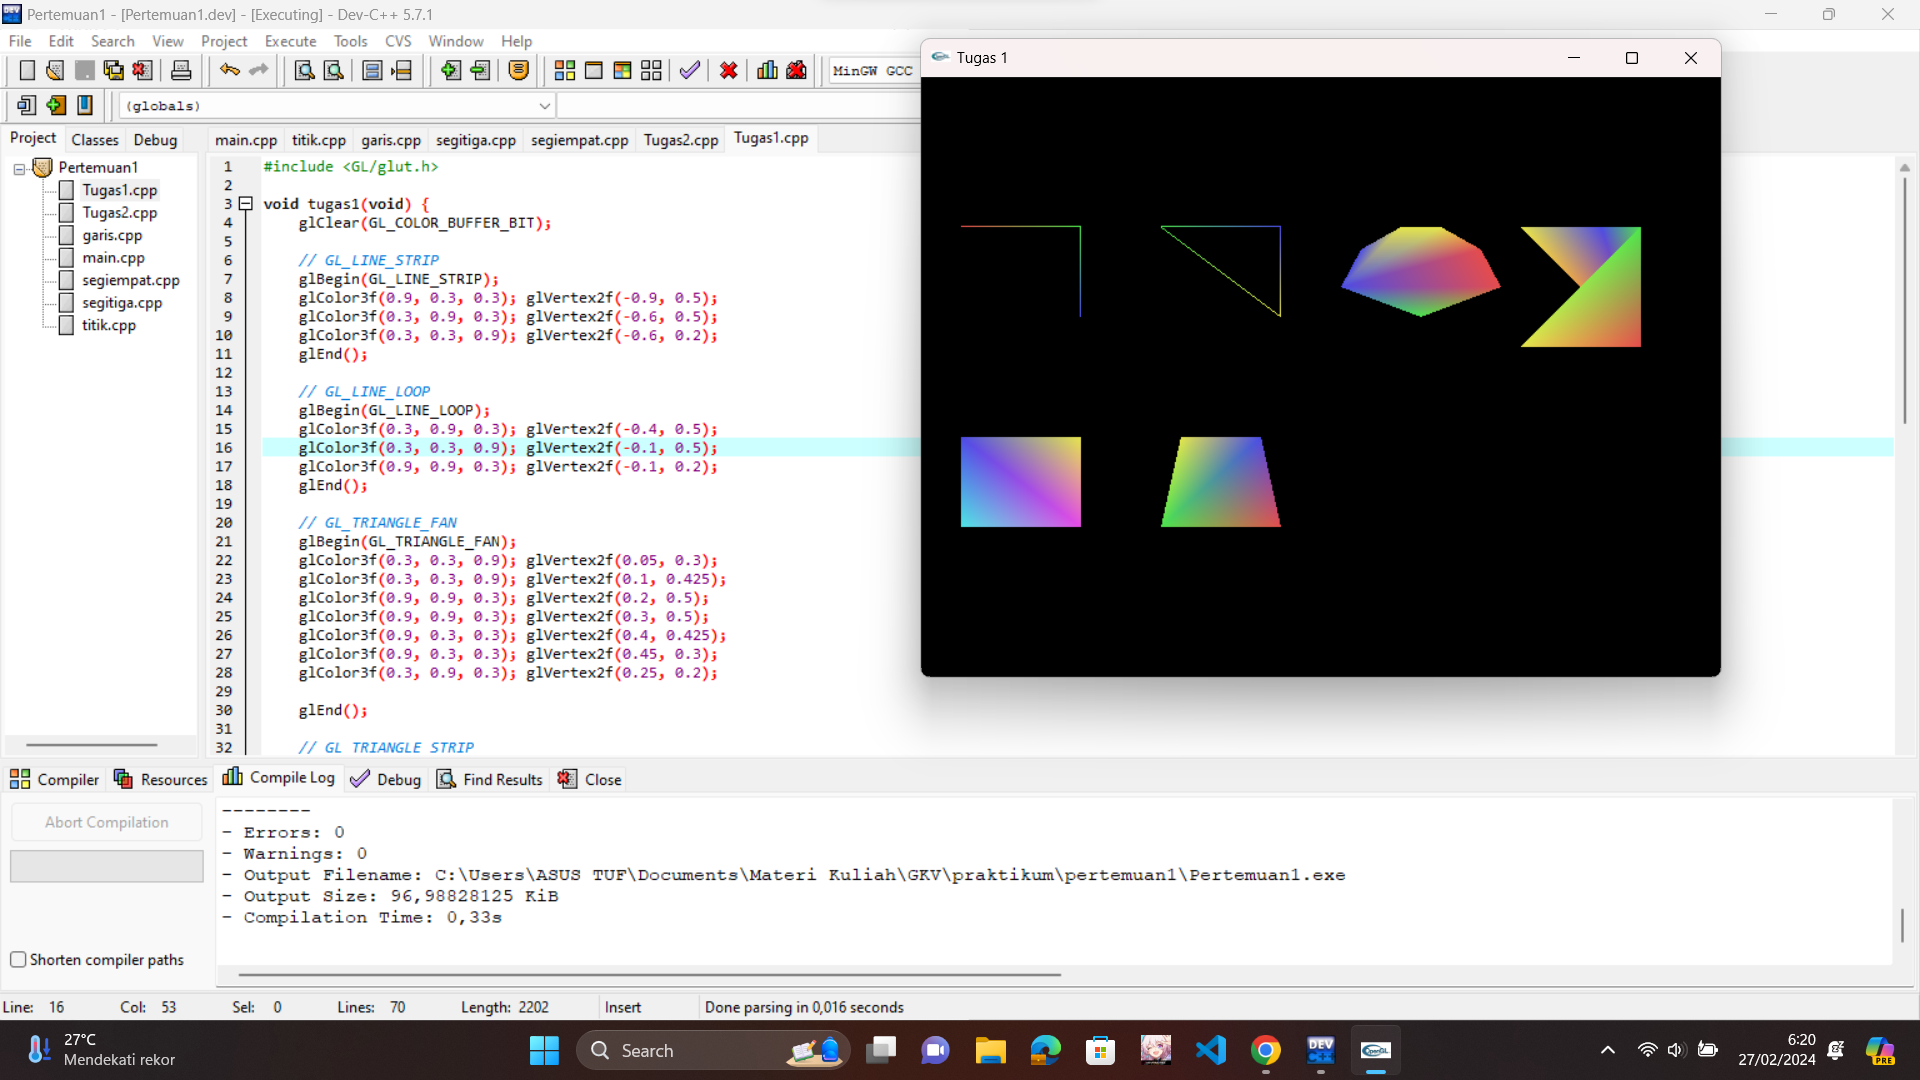 Pertemuan1 - [Pertemuan1.dev] - [Executing] - Dev-C++ 5.7.1
File Edit Search View Project Execute Tools CVS Window Help
MinGW GCC
(globals)
Project Classes Debug
main.cpp titik.cpp garis.cpp segitiga.cpp segiempat.cpp Tugas2.cpp Tugas1.cpp
Pertemuan1
Tugas1.cpp
Tugas2.cpp
garis.cpp
main.cpp
segiempat.cpp
segitiga.cpp
titik.cpp
1 #include <GL/glut.h>
2
3 void tugas1(void) {
4 glClear(GL_COLOR_BUFFER_BIT);
5
6 // GL_LINE_STRIP
7 glBegin(GL_LINE_STRIP);
8 glColor3f(0.9, 0.3, 0.3); glVertex2f(-0.9, 0.5);
9 glColor3f(0.3, 0.9, 0.3); glVertex2f(-0.6, 0.5);
10 glColor3f(0.3, 0.3, 0.9); glVertex2f(-0.6, 0.2);
11 glEnd();
12
13 // GL_LINE_LOOP
14 glBegin(GL_LINE_LOOP);
15 glColor3f(0.3, 0.9, 0.3); glVertex2f(-0.4, 0.5);
16 glColor3f(0.3, 0.3, 0.9); glVertex2f(-0.1, 0.5);
17 glColor3f(0.9, 0.9, 0.3); glVertex2f(-0.1, 0.2);
18 glEnd();
19
20 // GL_TRIANGLE_FAN
21 glBegin(GL_TRIANGLE_FAN);
22 glColor3f(0.3, 0.3, 0.9); glVertex2f(0.05, 0.3);
23 glColor3f(0.3, 0.3, 0.9); glVertex2f(0.1, 0.425);
24 glColor3f(0.9, 0.9, 0.3); glVertex2f(0.2, 0.5);
25 glColor3f(0.9, 0.9, 0.3); glVertex2f(0.3, 0.5);
26 glColor3f(0.9, 0.3, 0.3); glVertex2f(0.4, 0.425);
27 glColor3f(0.9, 0.3, 0.3); glVertex2f(0.45, 0.3);
28 glColor3f(0.3, 0.9, 0.3); glVertex2f(0.25, 0.2);
29
30 glEnd();
31
32 // GL_TRIANGLE_STRIP
Tugas 1
Compiler Resources Compile Log Debug Find Results Close
Abort Compilation
Shorten compiler paths
--------
- Errors: 0
- Warnings: 0
- Output Filename: C:\Users\ASUS TUF\Documents\Materi Kuliah\GKV\praktikum\pertemuan1\Pertemuan1.exe
- Output Size: 96,98828125 KiB
- Compilation Time: 0,33s
Line: 16 Col: 53 Sel: 0 Lines: 70 Length: 2202 Insert Done parsing in 0,016 seconds
27°C
Mendekati rekor
Search
DEV
OpenGL
6:20
27/02/2024
PRE